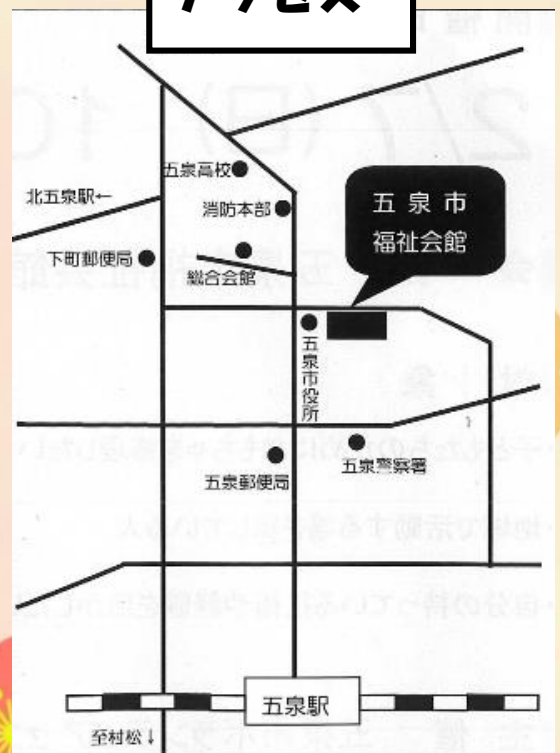 アクセス
五泉高校
北五泉駅←
消防本部
五泉市
福祉会館
下町郵便局
総合会館
五泉市役所
五泉郵便局
五泉警察署
五泉駅
至村松↓